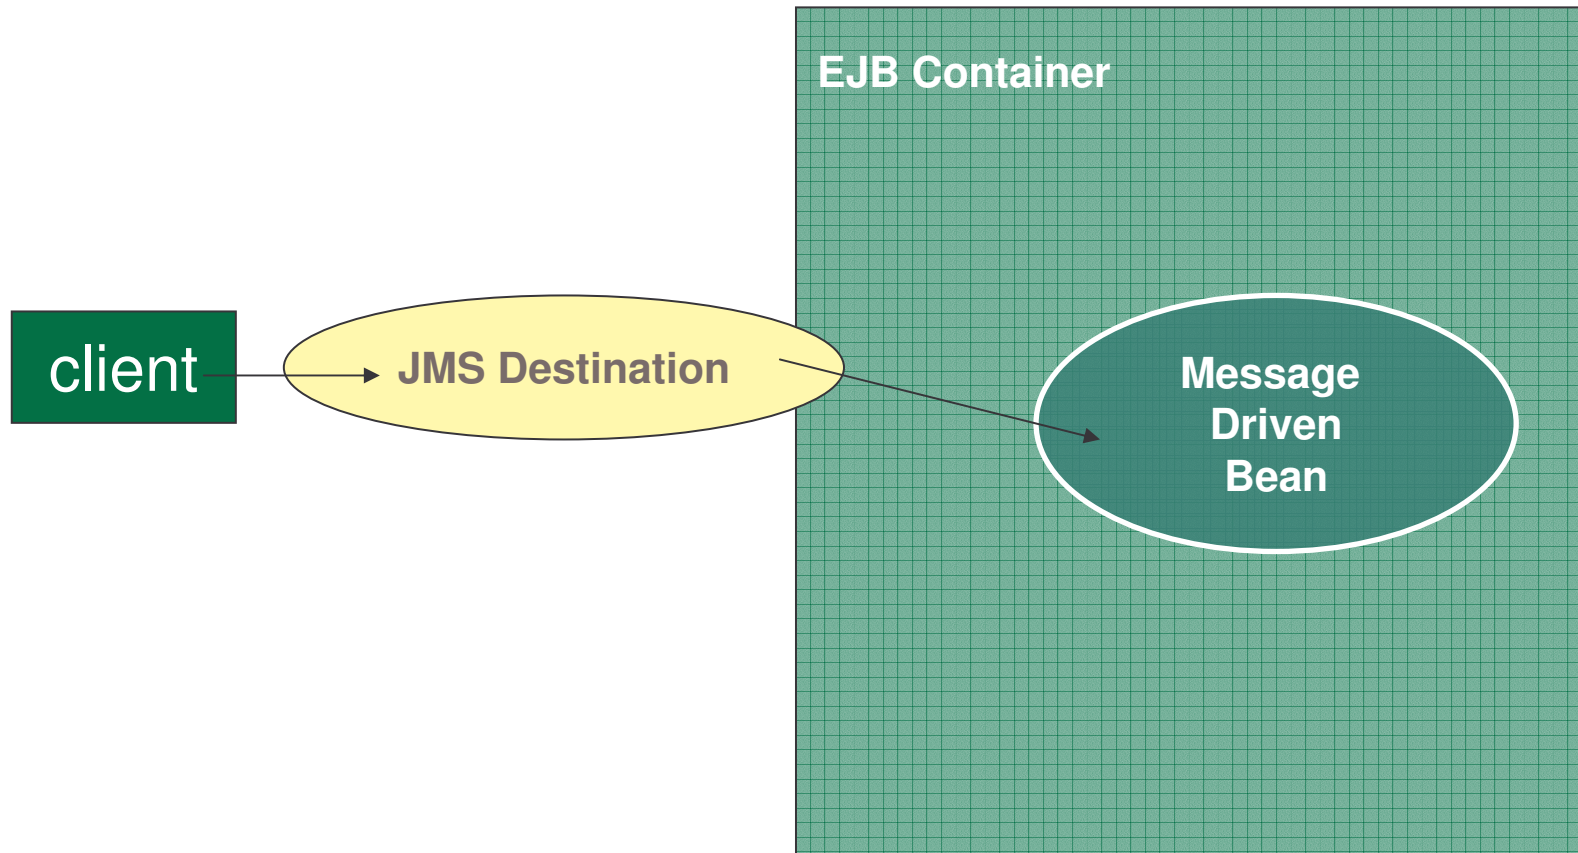 EJB Container
client
JMS Destination
Message
Driven
Bean